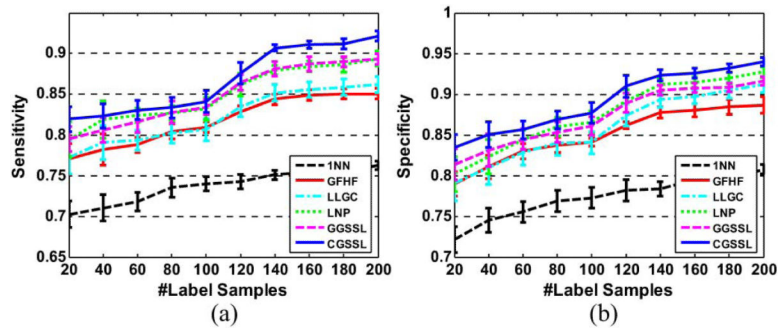 Sensitivity
0.9
0.85
0.8
0.75
0.7
0.65
20 40 60 80 100 120 140 160 180 200
#Label Samples
1NN
GFHF
LLGC
LNP
GGSSL
CGSSL
(a)
Specificity
1
0.95
0.9
0.85
0.8
0.75
0.7
20 40 60 80 100 120 140 160 180 200
#Label Samples
1NN
GFHF
LLGC
LNP
GGSSL
CGSSL
(b)